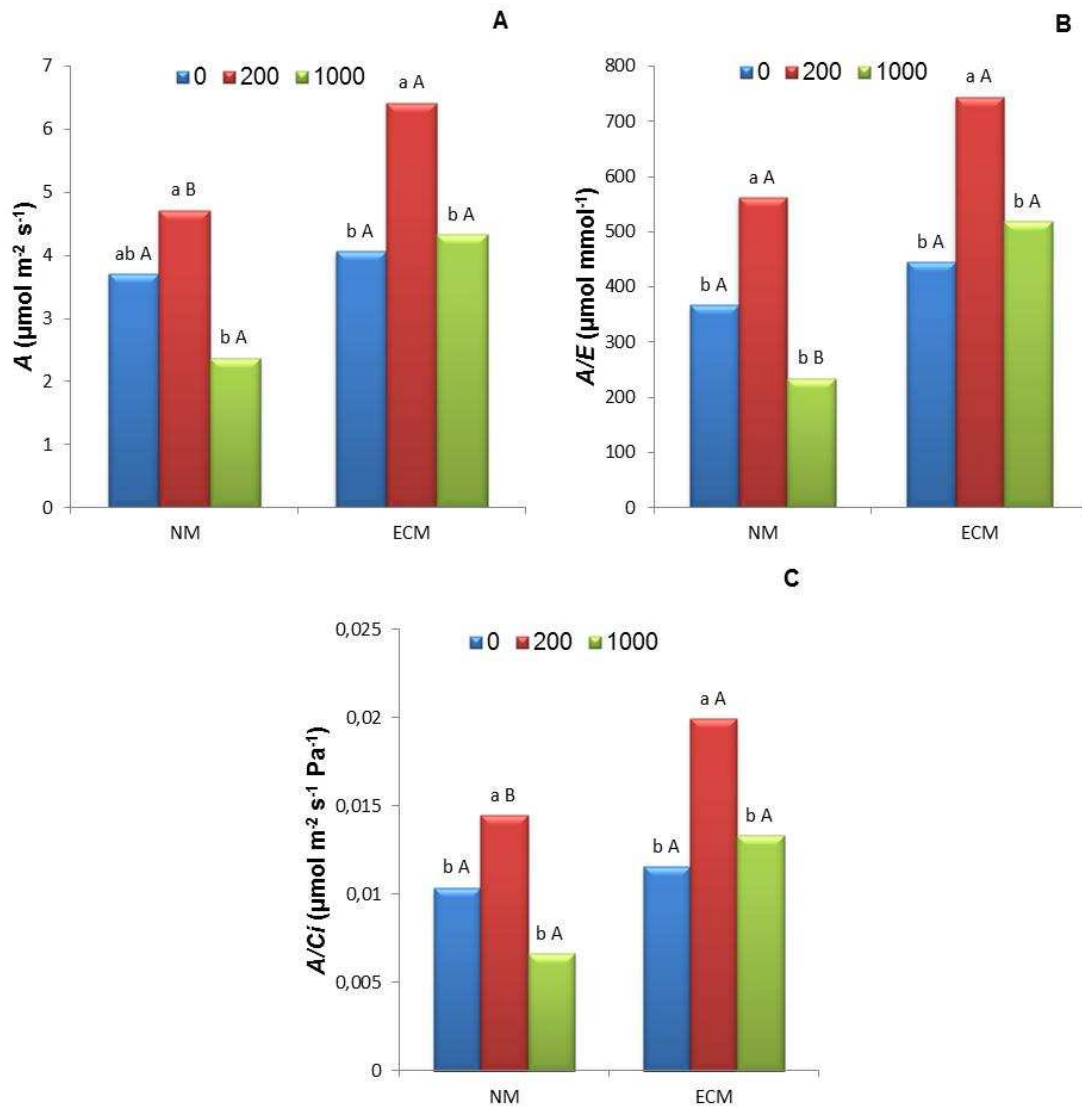 A
A (µmol m-2 s-1)
0 200 1000
7
6
5
4
3
2
1
0
ab A
a B
b A
b A
a A
b A
NM ECM
B
A/E (µmol mmol-1)
0 200 1000
800
700
600
500
400
300
200
100
0
b A
a A
b B
b A
a A
b A
NM ECM
C
A/Ci (µmol m-2 s-1 Pa-1)
0 200 1000
0,025
0,02
0,015
0,01
0,005
0
b A
a B
b A
b A
a A
b A
NM ECM